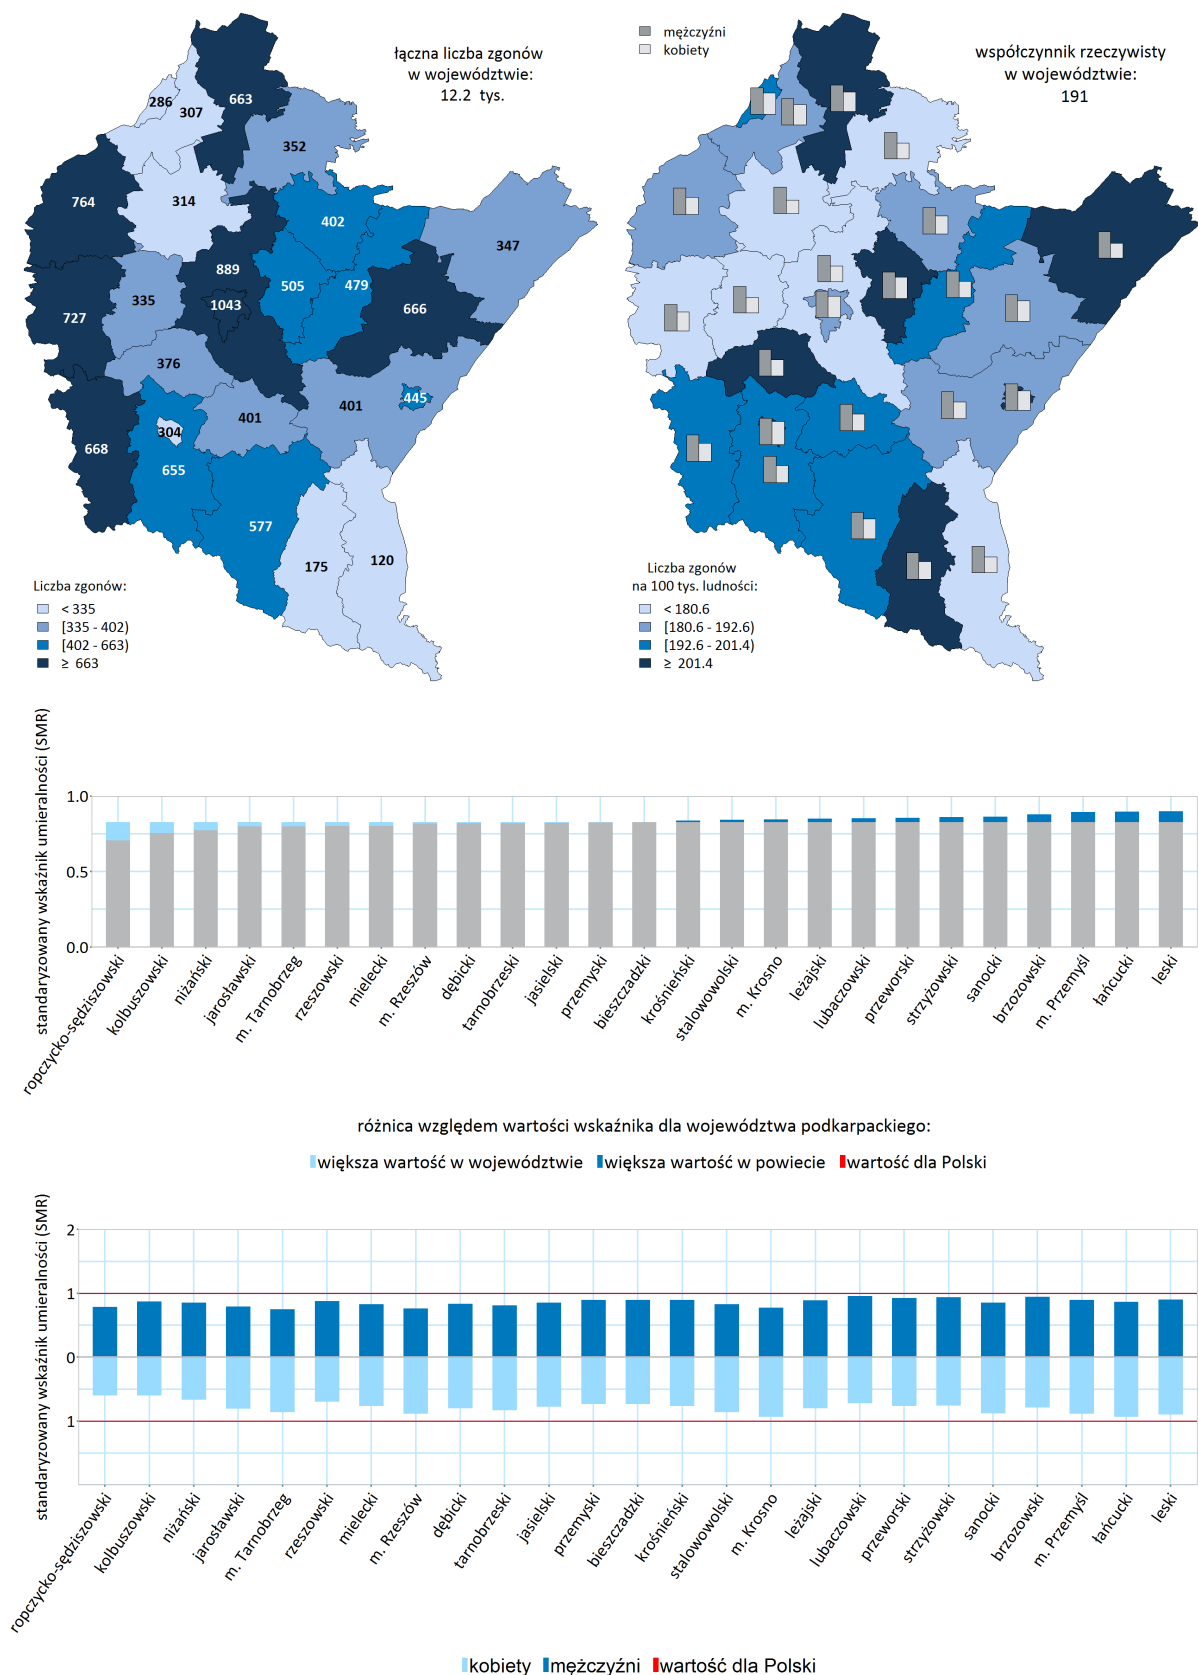 łączna liczba zgonów
w województwie:
12.2 tys.
286
307
663
352
764
314
402
347
889
505
479
335
1043
666
727
376
401
401
445
304
668
655
577
175
120
Liczba zgonów:
< 335
[335 - 402)
[402 - 663)
≥ 663
mężczyźni
kobiety
współczynnik rzeczywisty
w województwie:
191
Liczba zgonów
na 100 tys. ludności:
< 180.6
[180.6 - 192.6)
[192.6 - 201.4)
≥ 201.4
standaryzowany wskaźnik umieralności (SMR)
1.0
0.5
0.0
ropczycko-sędziszowski
kolbuszowski
niżański
jarosławski
m. Tarnobrzeg
rzeszowski
mielecki
m. Rzeszów
dębicki
tarnobrzeski
jasielski
przemyski
bieszczadzki
krośnieński
stalowowolski
m. Krosno
leżajski
lubaczowski
przeworski
strzyżowski
sanocki
brzozowski
m. Przemyśl
łańcucki
leski
różnica względem wartości wskaźnika dla województwa podkarpackiego:
większa wartość w województwie
większa wartość w powiecie
wartość dla Polski
standaryzowany wskaźnik umieralności (SMR)
2
1
0
1
ropczycko-sędziszowski
kolbuszowski
niżański
jarosławski
m. Tarnobrzeg
rzeszowski
mielecki
m. Rzeszów
dębicki
tarnobrzeski
jasielski
przemyski
bieszczadzki
krośnieński
stalowowolski
m. Krosno
leżajski
lubaczowski
przeworski
strzyżowski
sanocki
brzozowski
m. Przemyśl
łańcucki
leski
kobiety
mężczyźni
wartość dla Polski